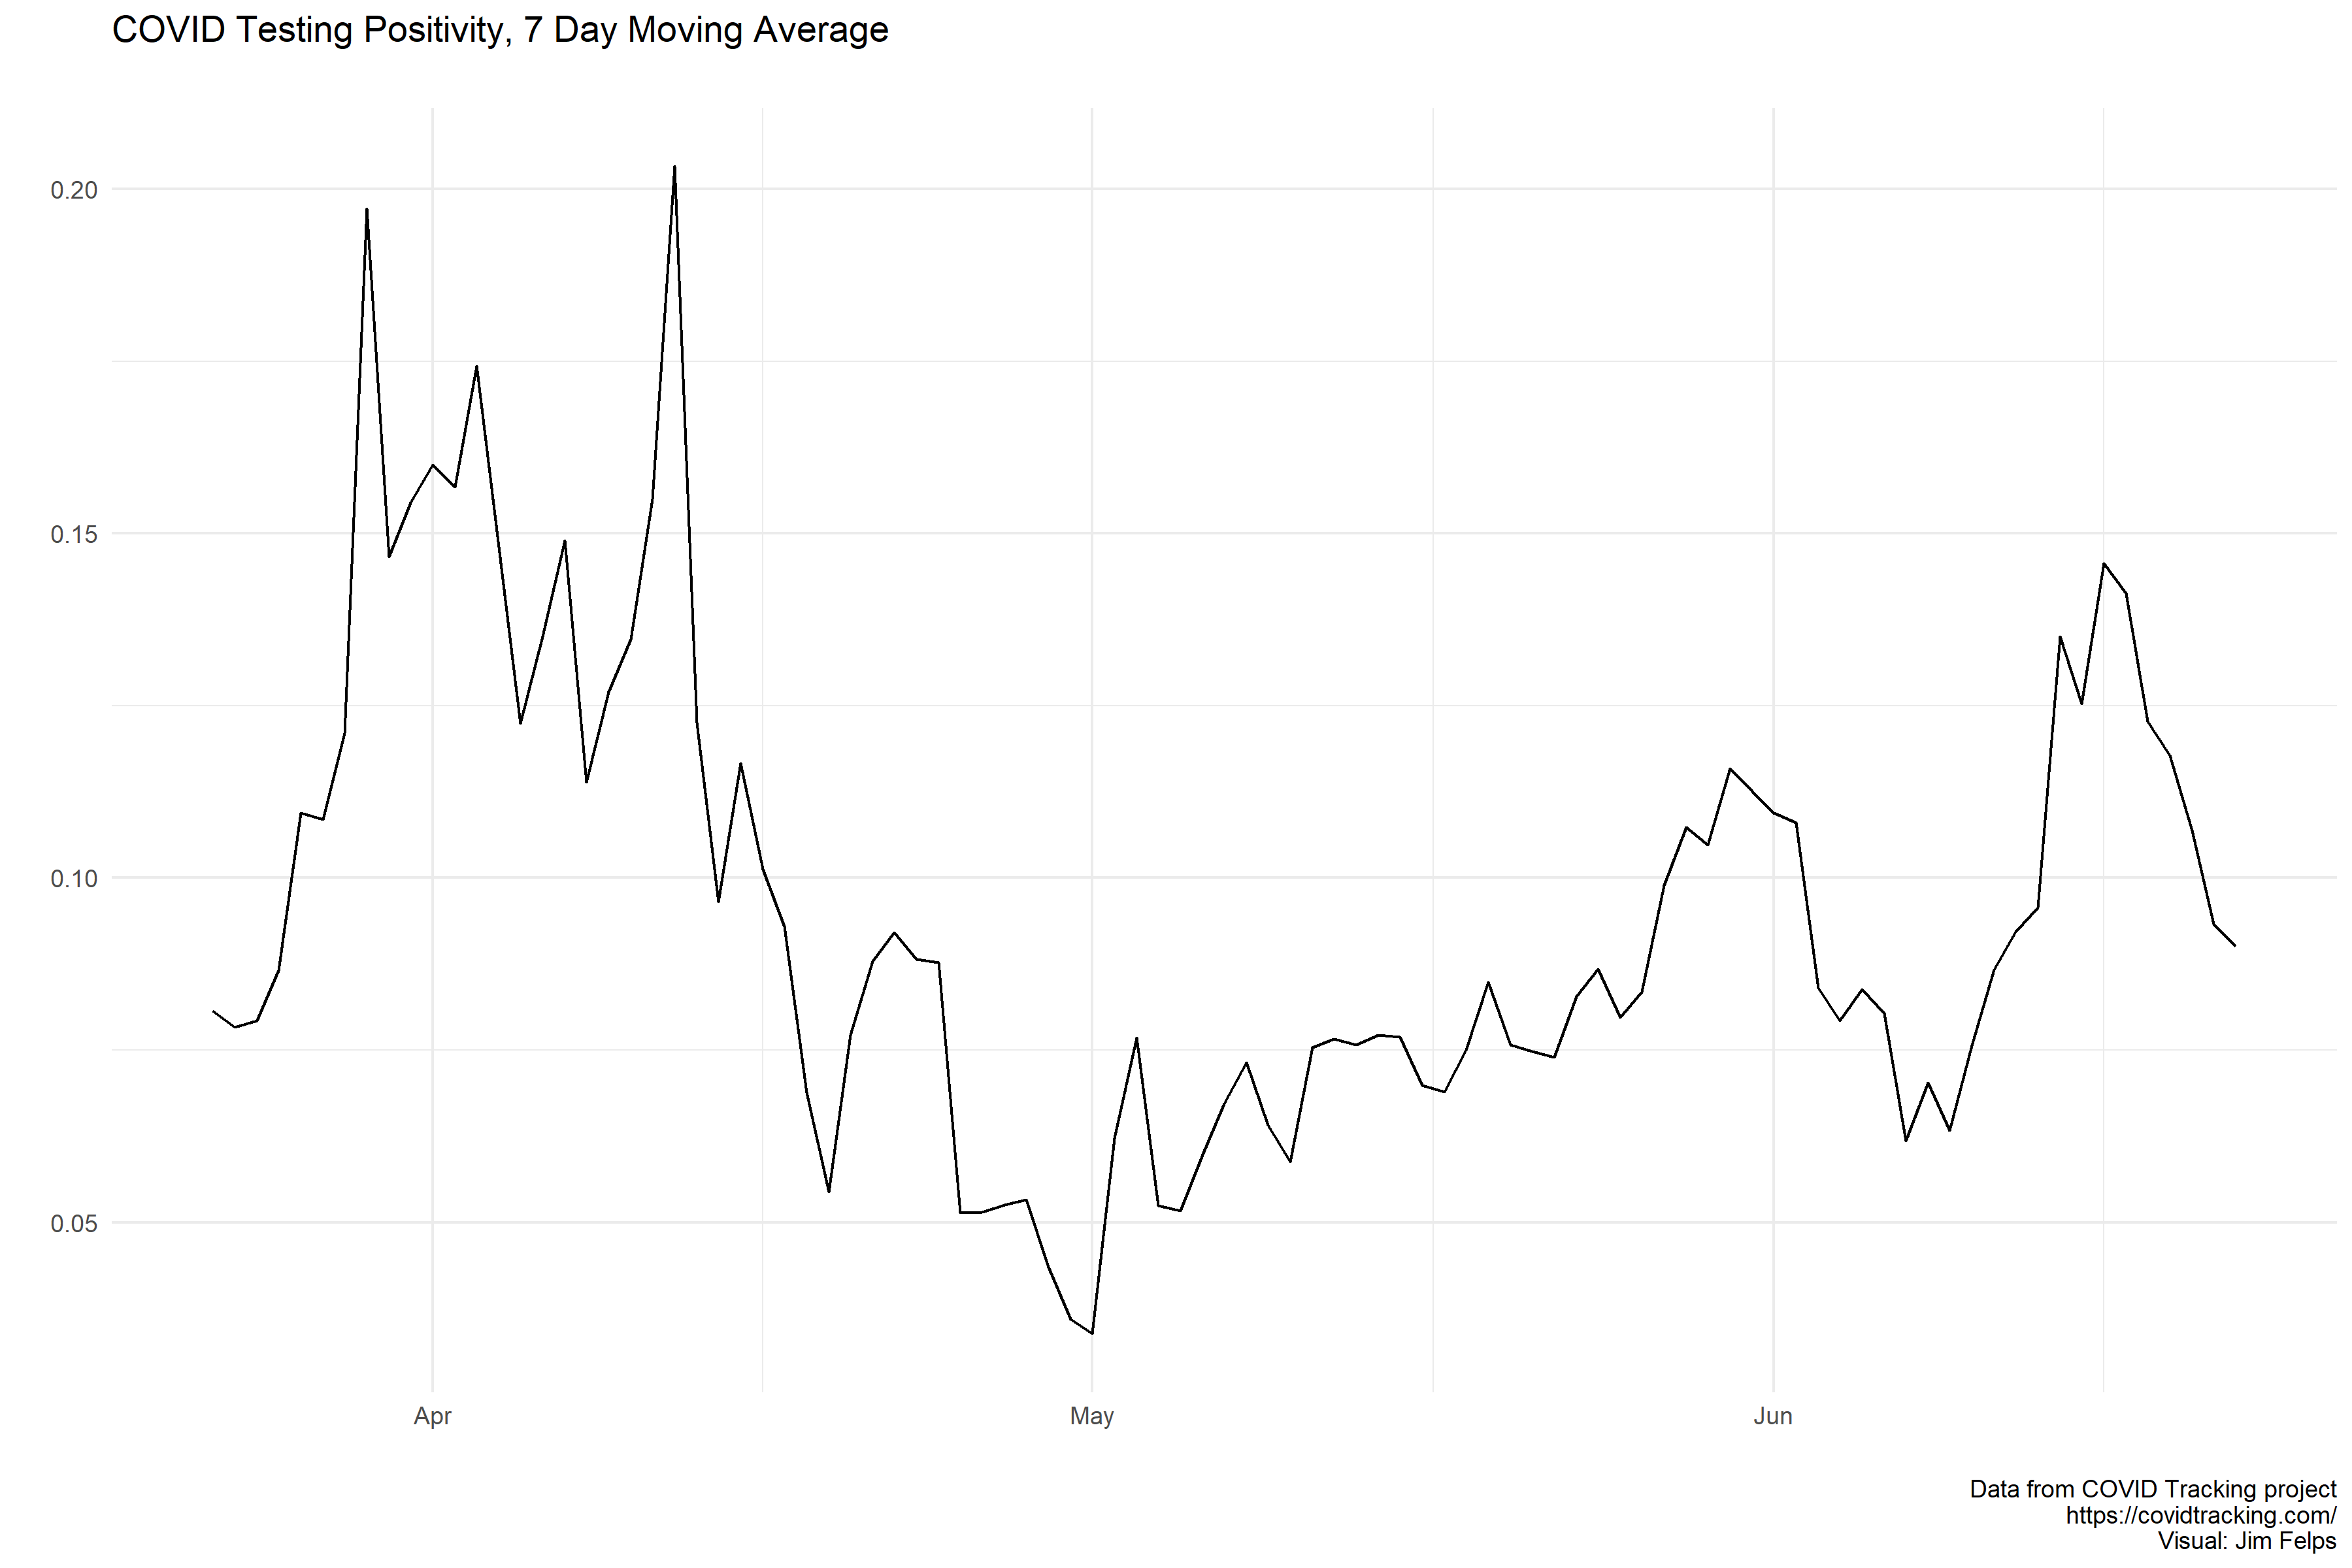 COVID Testing Positivity, 7 Day Moving Average
0.20
0.15
0.10
0.05
Apr May Jun
Data from COVID Tracking project
https://covidtracking.com/
Visual: Jim Felps